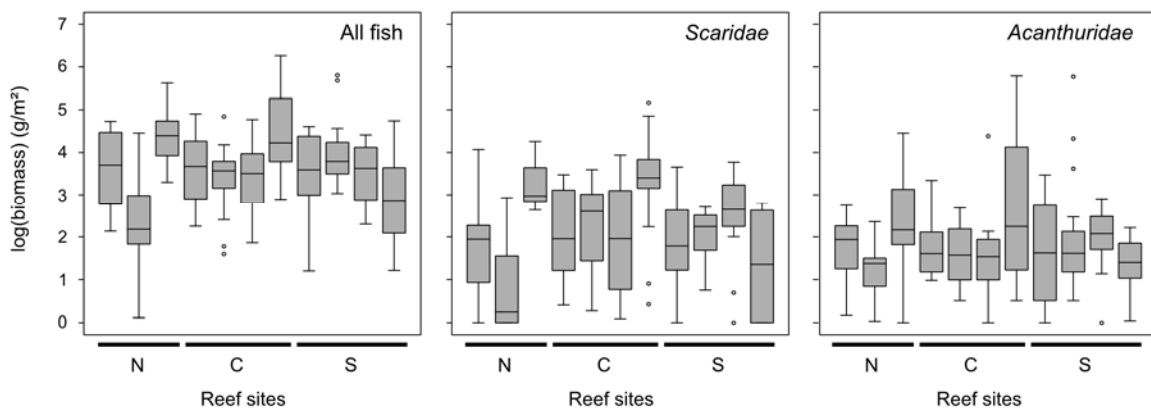 All fish
Scaridae
Acanthuridae
log(biomass) (g/m²)
7
6
5
4
3
2
1
0
N C S N C S N C S
Reef sites Reef sites Reef sites